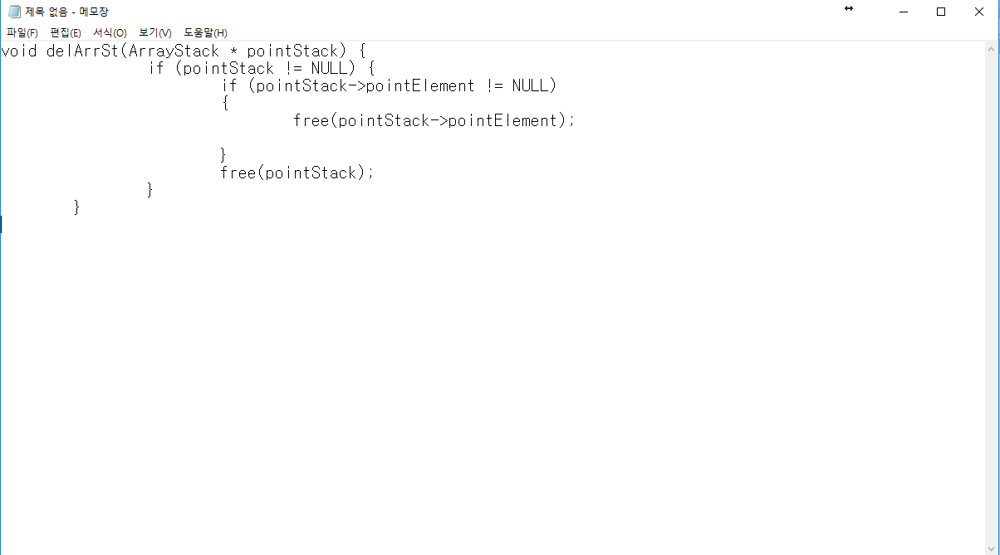 제목 없음 - 메모장
파일(F) 편집(E) 서식(O) 보기(V) 도움말(H)
void delArrSt(ArrayStack * pointStack) {
if (pointStack != NULL) {
if (pointStack->pointElement != NULL)
{
free(pointStack->pointElement);
}
free(pointStack);
}
}